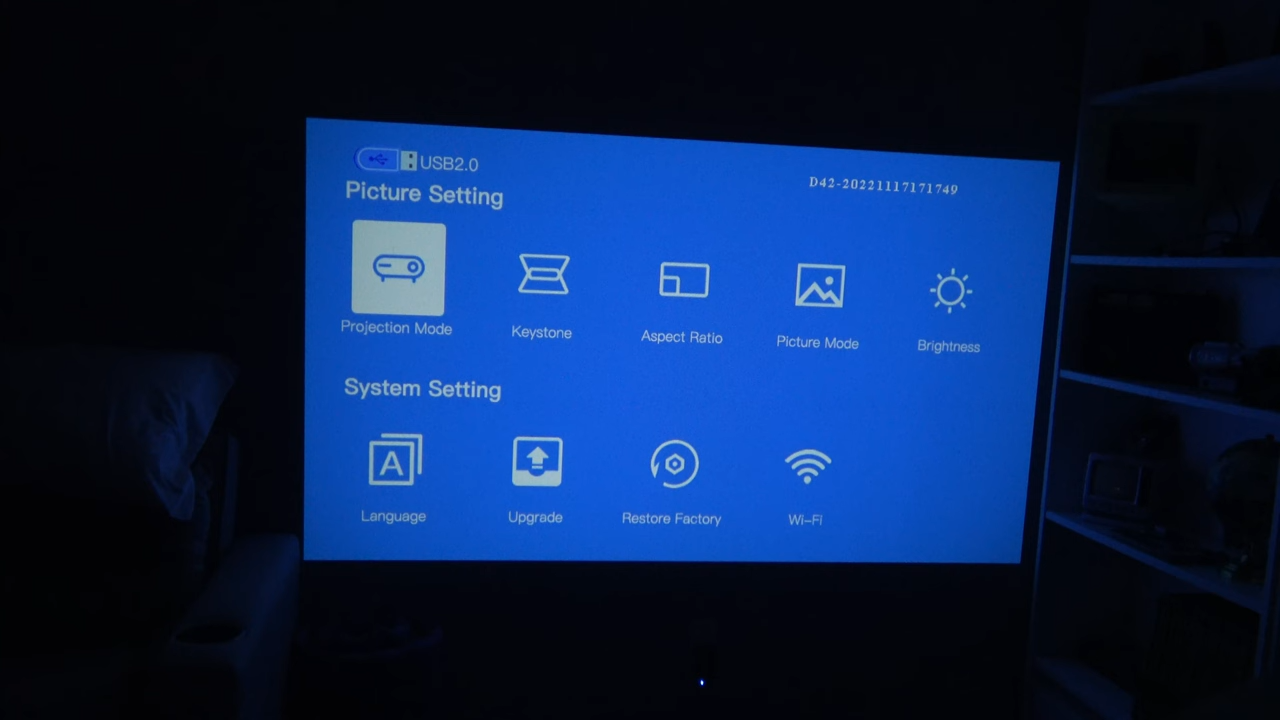 USB2.0
D42-20221117171749
Picture Setting
Projection Mode
Keystone
Aspect Ratio
Picture Mode
Brightness
System Setting
A
Language
Upgrade
Restore Factory
Wi-Fi